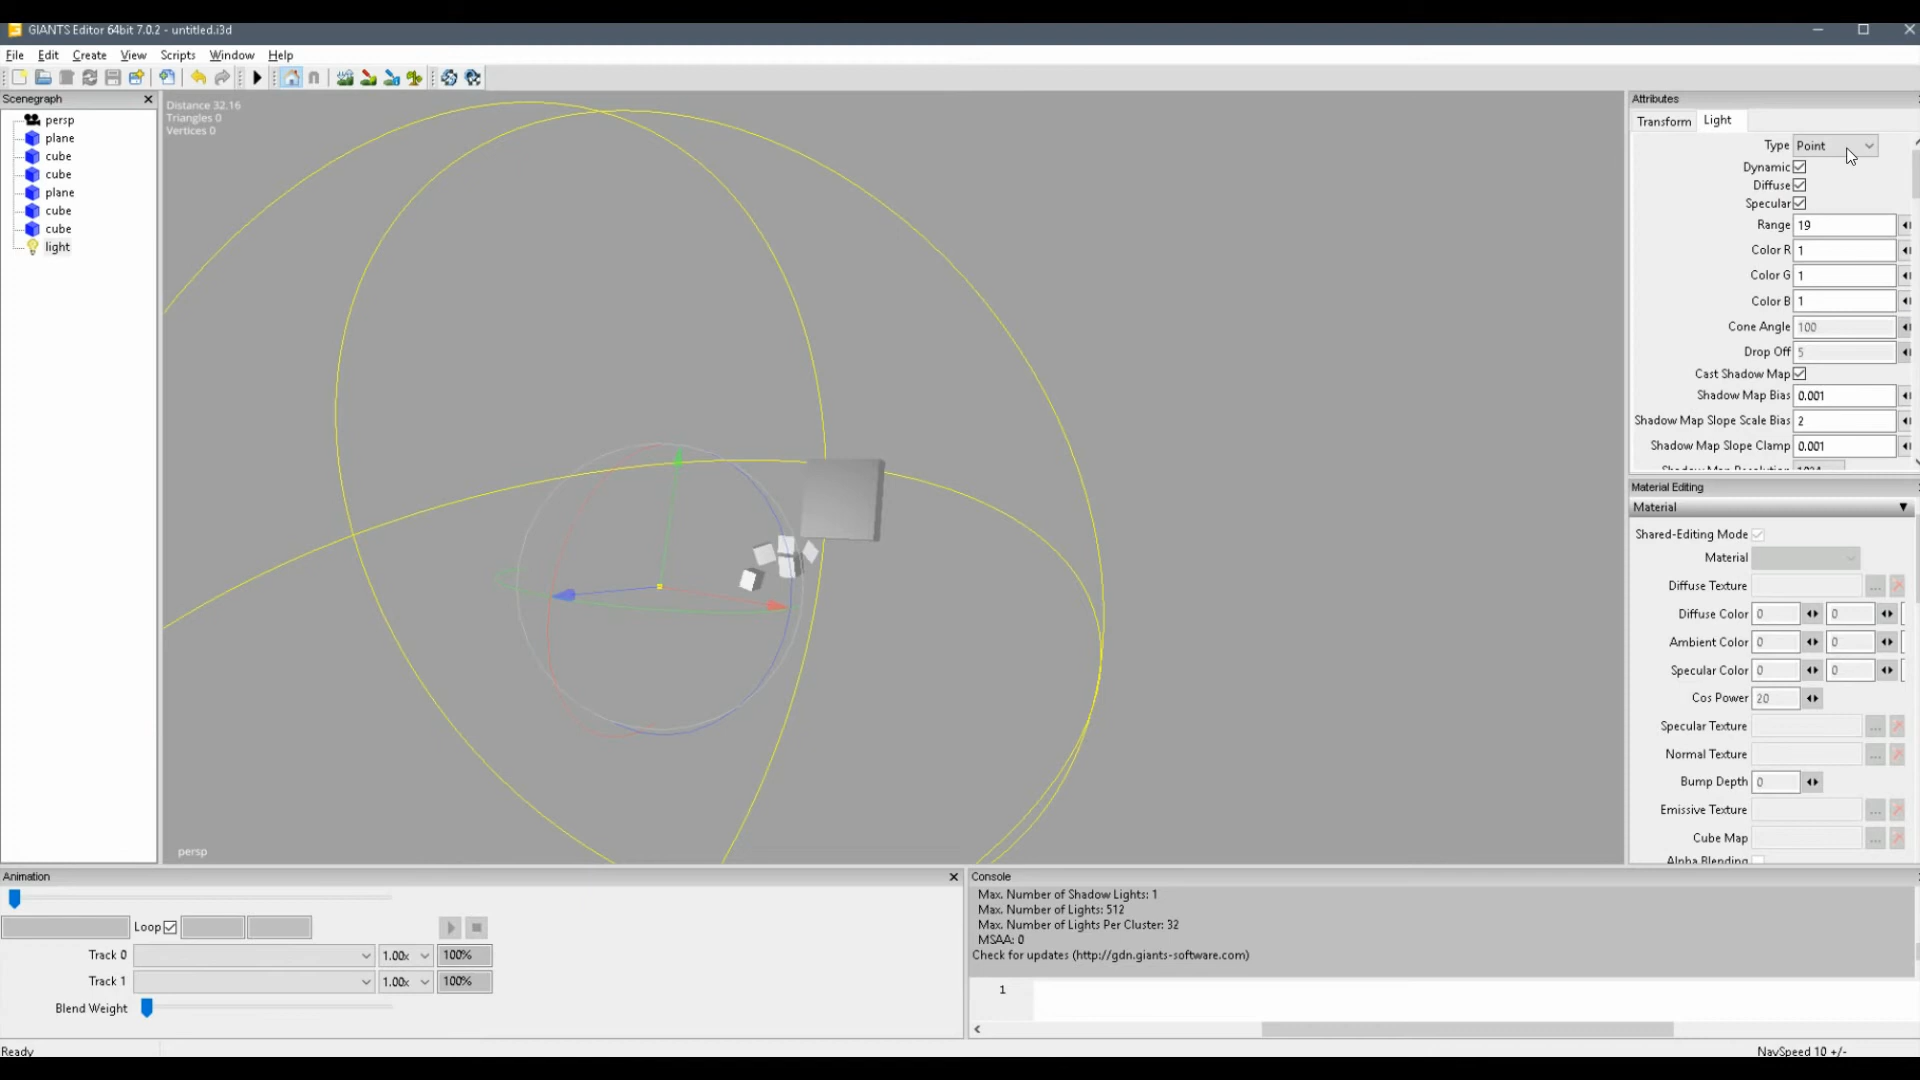 GIANTS Editor 64bit 7.0.2 - untitled.i3d
File Edit Create View Scripts Window Help
Scenegraph
persp
plane
cube
cube
plane
cube
cube
light
Distance 32.16
Triangles 0
Vertices 0
persp
Attributes
Transform Light
Type Point
Dynamic
Diffuse
Specular
Range 19
Color R 1
Color G 1
Color B 1
Cone Angle 100
Drop Off 5
Cast Shadow Map
Shadow Map Bias 0.001
Shadow Map Slope Scale Bias 2
Shadow Map Slope Clamp 0.001
Shadow Map Resolution 1024
Material Editing
Material
Shared-Editing Mode
Material
Diffuse Texture ...
Diffuse Color 0 0
Ambient Color 0 0
Specular Color 0 0
Cos Power 20
Specular Texture ...
Normal Texture ...
Bump Depth 0
Emissive Texture ...
Cube Map ...
Alpha Blending
Animation
Loop
Track 0 1.00x 100%
Track 1 1.00x 100%
Blend Weight
Console
Max. Number of Shadow Lights: 1
Max. Number of Lights: 512
Max. Number of Lights Per Cluster: 32
MSAA: 0
Check for updates (http://gdn.giants-software.com)
1
Ready
NavSpeed 10 +/-